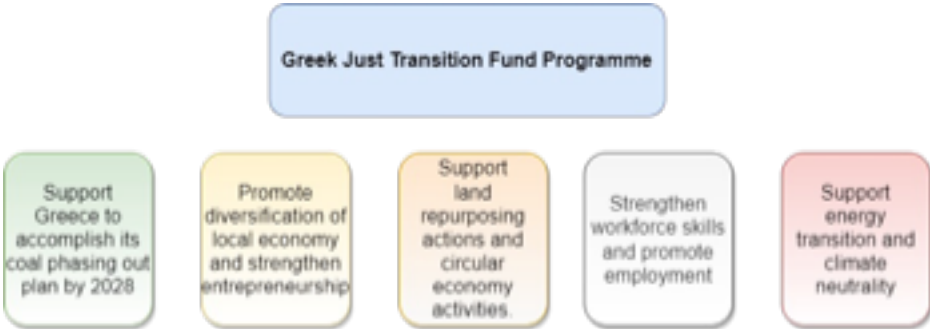 Greek Just Transition Fund Programme
Support
Greece to
accomplish its
coal phasing out
plan by 2028
Promote
diversification of
local economy
and strengthen
entrepreneurship
Support
land
repurposing
actions and
circular
economy
activities.
Strengthen
workforce skills
and promote
employment
Support
energy
transition and
climate
neutrality